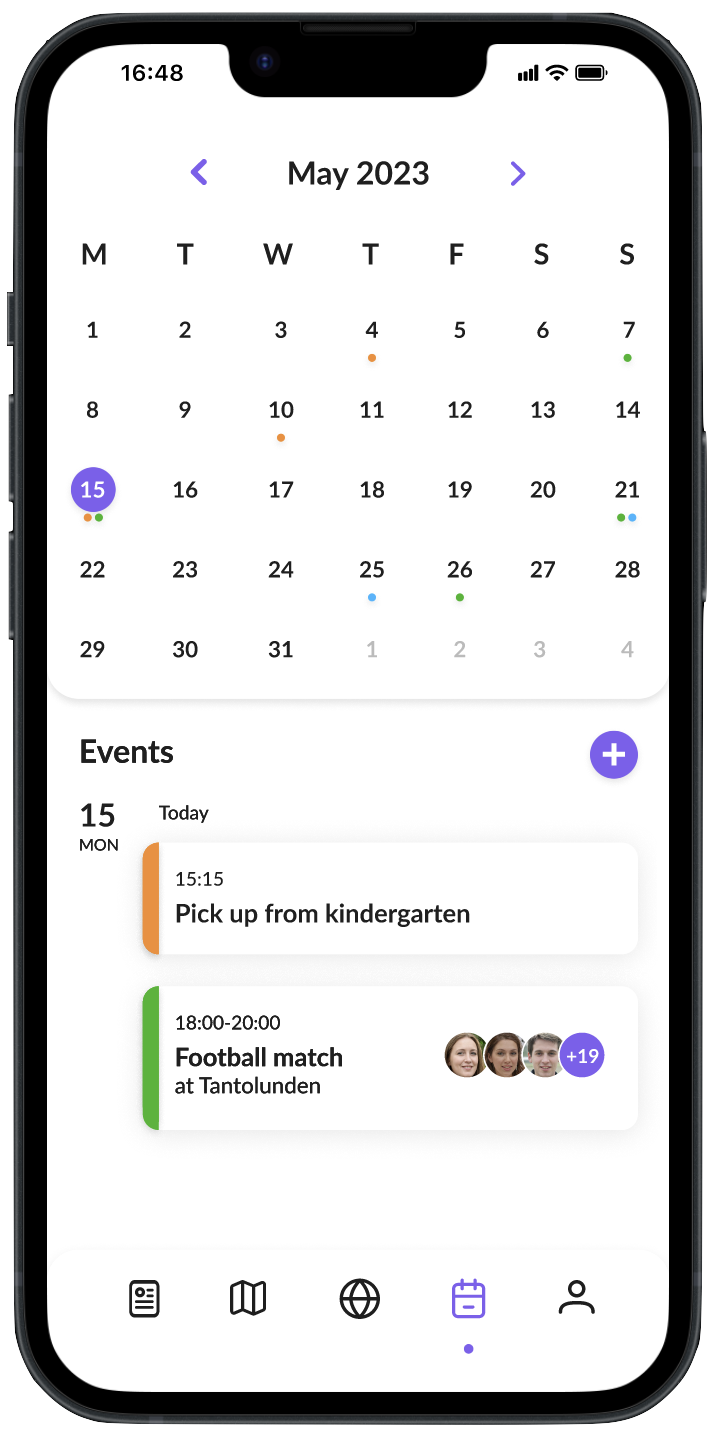 16:48
May 2023
M T W T F S S
1 2 3 4 5 6 7
8 9 10 11 12 13 14
15 16 17 18 19 20 21
22 23 24 25 26 27 28
29 30 31 1 2 3 4
Events
15 Today
MON
15:15
Pick up from kindergarten
18:00-20:00
Football match
at Tantolunden
+19